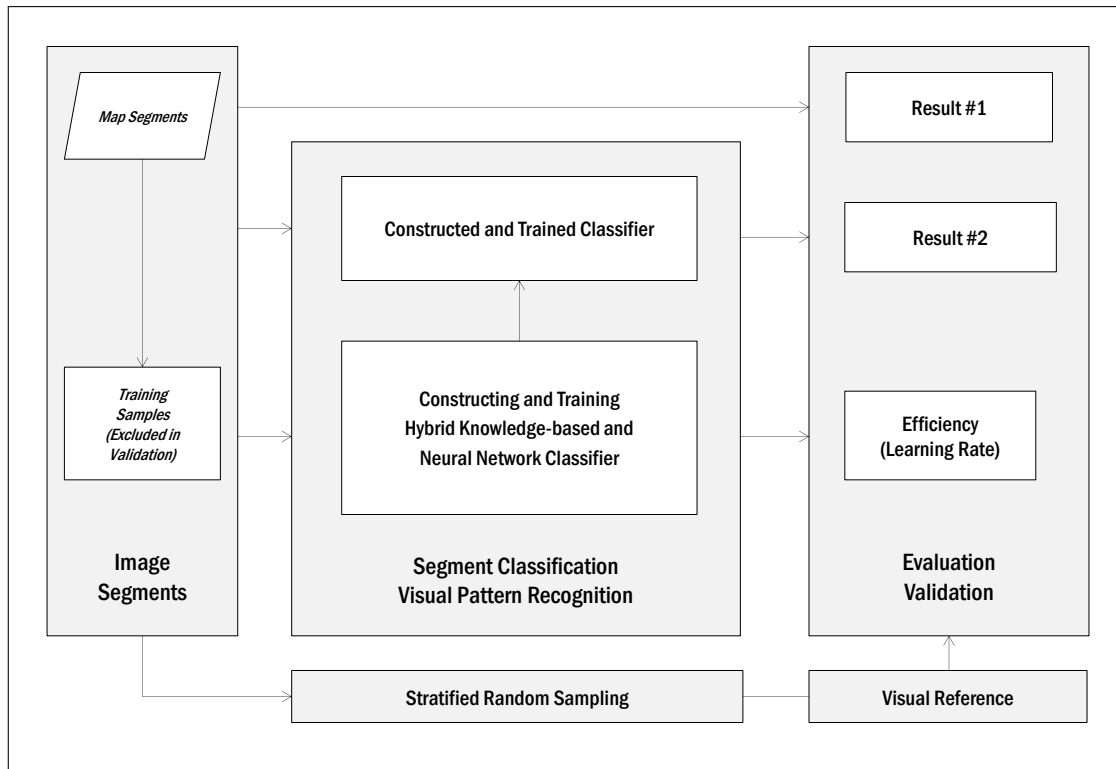 Map Segments
Training
Samples
(Excluded in
Validation)
Image
Segments
Constructed and Trained Classifier
Constructing and Training
Hybrid Knowledge-based and
Neural Network Classifier
Segment Classification
Visual Pattern Recognition
Result #1
Result #2
Efficiency
(Learning Rate)
Evaluation
Validation
Stratified Random Sampling
Visual Reference